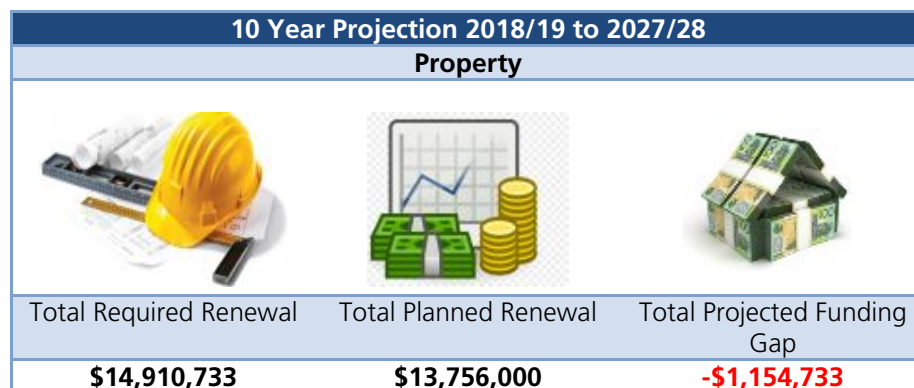 10 Year Projection 2018/19 to 2027/28
Property
Total Required Renewal
Total Planned Renewal
Total Projected Funding
Gap
$14,910,733
$13,756,000
-$1,154,733